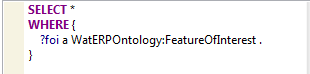 SELECT *
WHERE {
?foi a WatERPOntology:FeatureOfInterest .
}